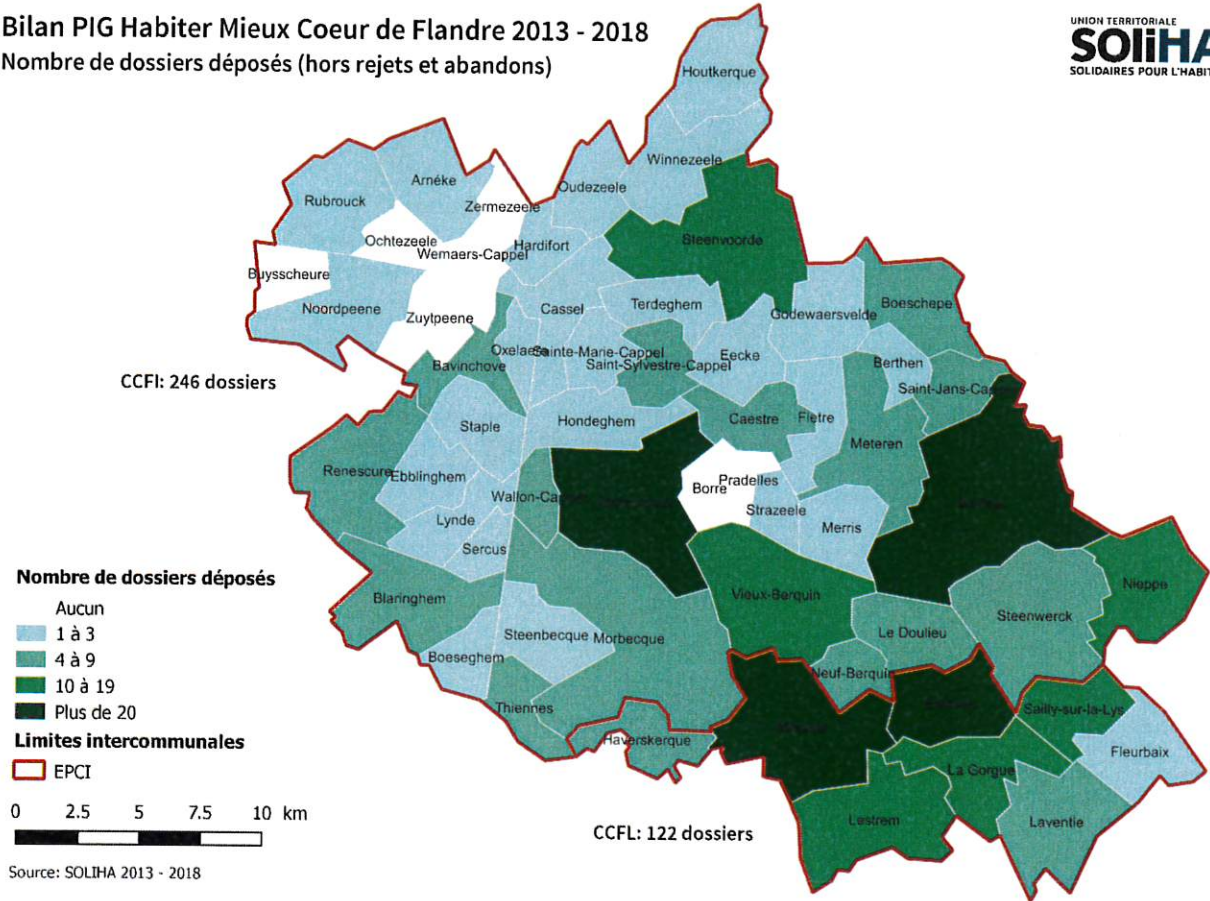 Bilan PIG Habiter Mieux Coeur de Flandre 2013 - 2018
Nombre de dossiers déposés (hors rejets et abandons)
UNION TERRITORIALE
SOliHA
SOLIDAIRES POUR L'HABIT
Houtkerque
Winnezeele
Arnéke
Oudezeele
Rubrouck
Zermezeele
Steenvoorde
Ochtezeele
Hardifort
Wemaers-Cappel
Buysscheure
Boeschepe
Noordpeene
Cassel
Terdeghem
Godewaersvelde
Zuytpeene
Oxelaere
Sainte-Marie-Cappel
Eecke
Berthen
Bavinchove
Saint-Sylvestre-Cappel
CCFI: 246 dossiers
Saint-Jans-Cap
Hondeghem
Caestre
Fletre
Staple
Meteren
Renescure
Ebblinghem
Borre
Pradelles
Wallon-Cap
Strazeele
Lynde
Merris
Sercus
Nombre de dossiers déposés
Aucun
1 à 3
4 à 9
10 à 19
Plus de 20
Limites intercommunales
EPCI
Blaringhem
Vieux-Berquin
Nieppe
Steenwerck
Steenbecque
Morbecque
Le Doulieu
Boeseghem
Neuf-Berquin
Thiennes
Sailly-sur-la-Lys
Haverskerque
Fleurbaix
La Gorgue
Lestrem
Laventie
CCFL: 122 dossiers
0 2.5 5 7.5 10 km
Source: SOLIHA 2013 - 2018